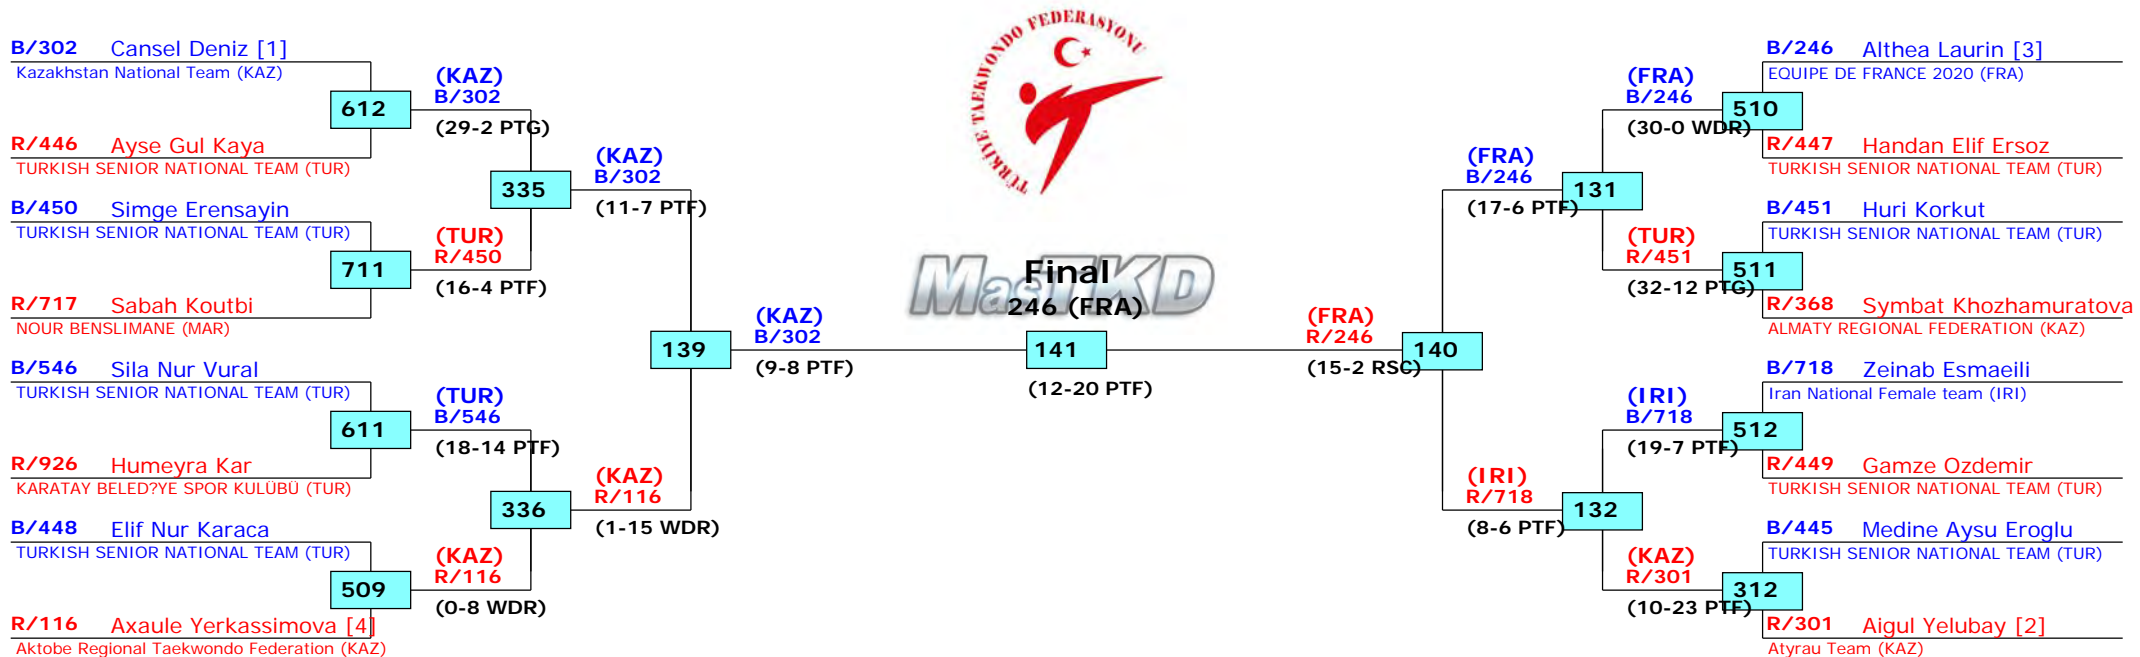 B/302 Cansel Deniz [1]
Kazakhstan National Team (KAZ)
R/446 Ayse Gul Kaya
TURKISH SENIOR NATIONAL TEAM (TUR)
B/450 Simge Erensayin
TURKISH SENIOR NATIONAL TEAM (TUR)
R/717 Sabah Koutbi
NOUR BENSLIMANE (MAR)
B/546 Sila Nur Vural
TURKISH SENIOR NATIONAL TEAM (TUR)
R/926 Humeyra Kar
KARATAY BELED?YE SPOR KULÜBÜ (TUR)
B/448 Elif Nur Karaca
TURKISH SENIOR NATIONAL TEAM (TUR)
R/116 Axaule Yerkassimova [4]
Aktobe Regional Taekwondo Federation (KAZ)
612
711
611
509
(KAZ)
B/302
(29-2 PTG)
(TUR)
R/450
(16-4 PTF)
(TUR)
B/546
(18-14 PTF)
(KAZ)
R/116
(0-8 WDR)
335
336
(KAZ)
B/302
(11-7 PTF)
(KAZ)
R/116
(1-15 WDR)
139
(KAZ)
B/302
(9-8 PTF)
TÜRKİYE TAEKWONDO FEDERASYONU
MasTKD
Final
246 (FRA)
141
(12-20 PTF)
(FRA)
R/246
(15-2 RSC)
140
(FRA)
B/246
(17-6 PTF)
(IRI)
R/718
(8-6 PTF)
131
132
(FRA)
B/246
(30-0 WDR)
(TUR)
R/451
(32-12 PTG)
(IRI)
B/718
(19-7 PTF)
(KAZ)
R/301
(10-23 PTF)
510
511
512
312
B/246 Althea Laurin [3]
EQUIPE DE FRANCE 2020 (FRA)
R/447 Handan Elif Ersoz
TURKISH SENIOR NATIONAL TEAM (TUR)
B/451 Huri Korkut
TURKISH SENIOR NATIONAL TEAM (TUR)
R/368 Symbat Khozhamuratova
ALMATY REGIONAL FEDERATION (KAZ)
B/718 Zeinab Esmaeili
Iran National Female team (IRI)
R/449 Gamze Ozdemir
TURKISH SENIOR NATIONAL TEAM (TUR)
B/445 Medine Aysu Eroglu
TURKISH SENIOR NATIONAL TEAM (TUR)
R/301 Aigul Yelubay [2]
Atyrau Team (KAZ)